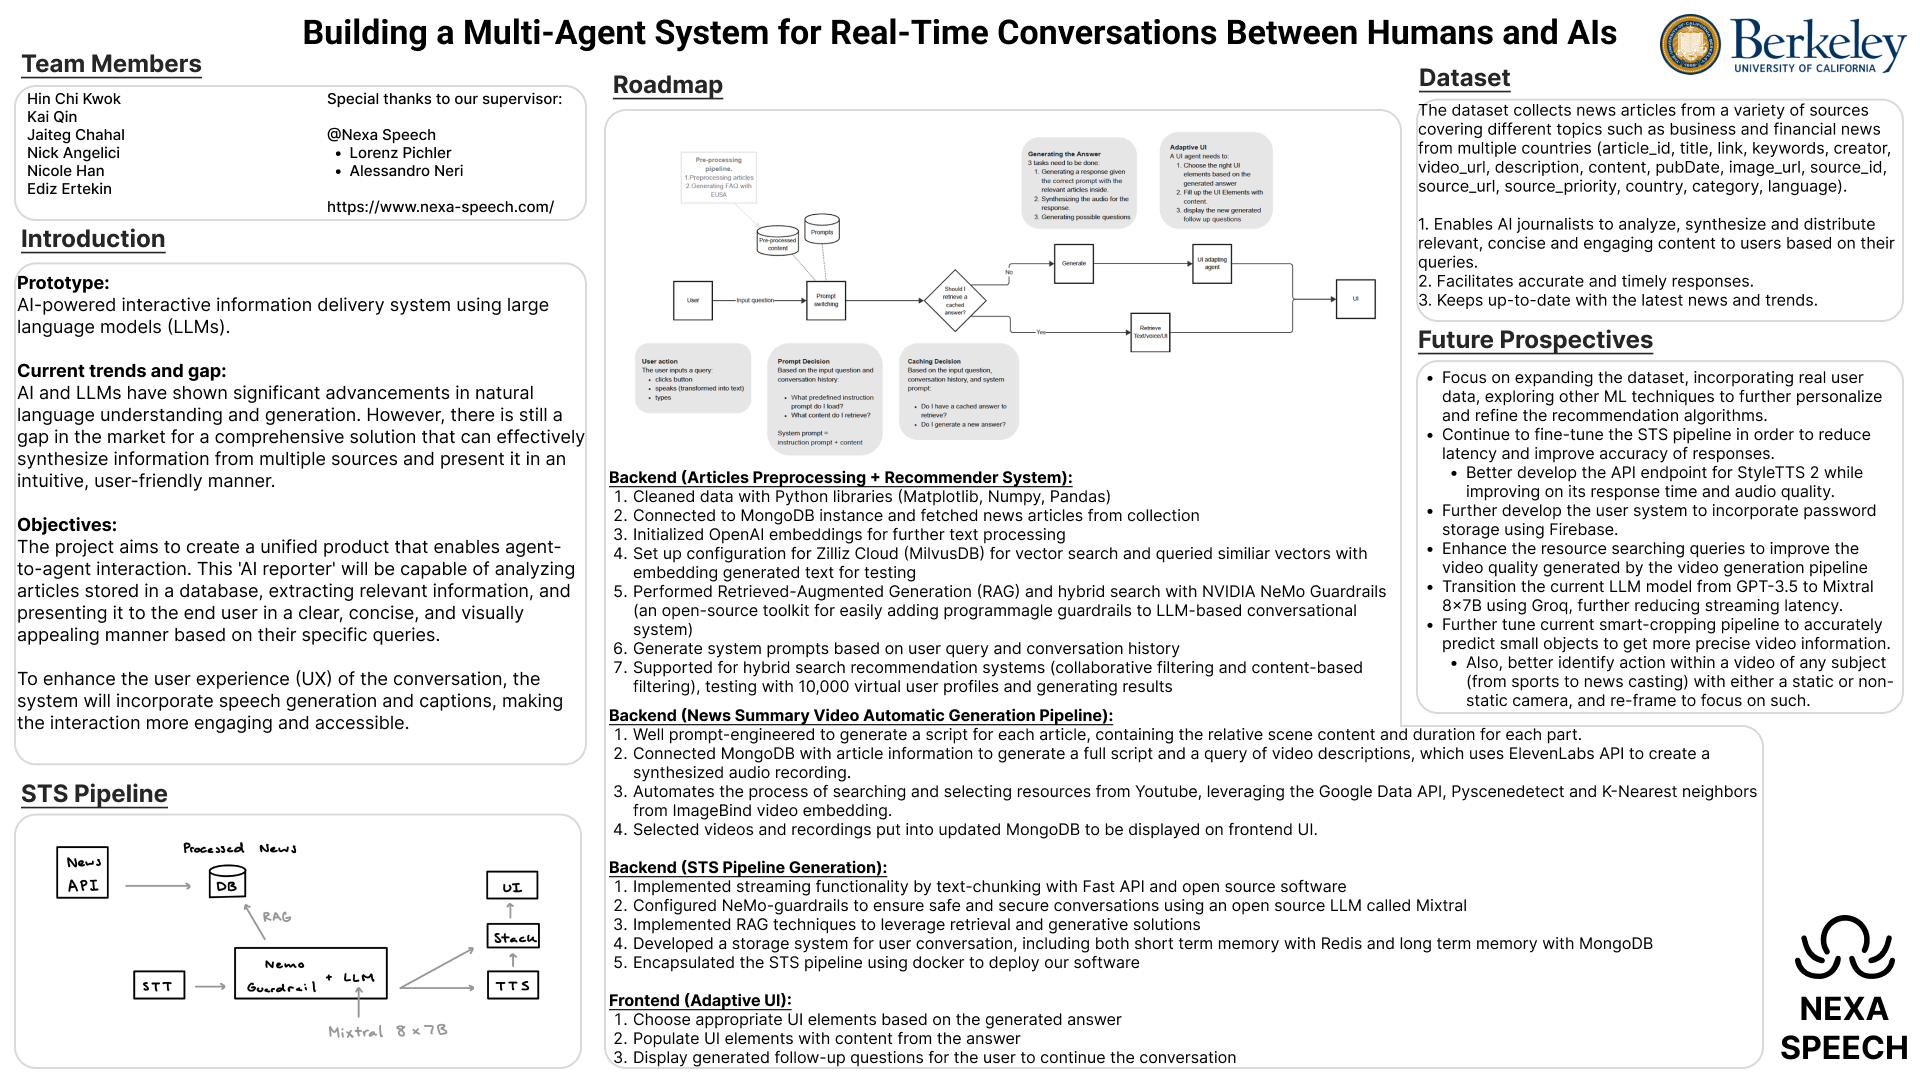 Building a Multi-Agent System for Real-Time Conversations Between Humans and AIs
Berkeley
UNIVERSITY OF CALIFORNIA
Team Members
Hin Chi Kwok
Kai Qin
Jaiteg Chahal
Nick Angelici
Nicole Han
Ediz Ertekin
Special thanks to our supervisor:
@Nexa Speech
• Lorenz Pichler
• Alessandro Neri
https://www.nexa-speech.com/
Introduction
Prototype:
AI-powered interactive information delivery system using large
language models (LLMs).
Current trends and gap:
AI and LLMs have shown significant advancements in natural
language understanding and generation. However, there is still a
gap in the market for a comprehensive solution that can effectively
synthesize information from multiple sources and present it in an
intuitive, user-friendly manner.
Objectives:
The project aims to create a unified product that enables agent-
to-agent interaction. This 'AI reporter' will be capable of analyzing
articles stored in a database, extracting relevant information, and
presenting it to the end user in a clear, concise, and visually
appealing manner based on their specific queries.
To enhance the user experience (UX) of the conversation, the
system will incorporate speech generation and captions, making
the interaction more engaging and accessible.
STS Pipeline
News
API
Processed News
DB
RAG
STT
Nemo
Guardrail
+ LLM
Mixtral 8x7B
UI
Stack
TTS
Roadmap
Pre-processing
pipeline.
1.Preprocessing articles
2.Generating FAQ with
EUSA
Pre-processed
content
Prompts
User
Input question
Prompt
switching
Should I
retrieve a
cached
answer?
No
Yes
Generate
UI adapting
agent
Retrieve
Text/voice/UI
UI
Generating the Answer
3 tasks need to be done:
1. Generating a response given
the correct prompt with the
relevant articles inside.
2. Synthesizing the audio for the
response.
3. Generating possible questions
Adaptive UI
A UI agent needs to:
1. Choose the right UI
elements based on the
generated answer
2. Fill up the UI Elements with
content.
3. display the new generated
follow up questions
User action
The user inputs a query:
• clicks button
• speaks (transformed into text)
• types
Prompt Decision
Based on the input question and
conversation history:
• What predefined instruction
prompt do I load?
• What content do I retrieve?
System prompt =
instruction prompt + content
Caching Decision
Based on the input question,
conversation history, and system
prompt:
• Do I have a cached answer to
retrieve?
• Do I generate a new answer?
Backend (Articles Preprocessing + Recommender System):
1. Cleaned data with Python libraries (Matplotlib, Numpy, Pandas)
2. Connected to MongoDB instance and fetched news articles from collection
3. Initialized OpenAI embeddings for further text processing
4. Set up configuration for Zilliz Cloud (MilvusDB) for vector search and queried similiar vectors with
embedding generated text for testing
5. Performed Retrieved-Augmented Generation (RAG) and hybrid search with NVIDIA NeMo Guardrails
(an open-source toolkit for easily adding programmagle guardrails to LLM-based conversational
system)
6. Generate system prompts based on user query and conversation history
7. Supported for hybrid search recommendation systems (collaborative filtering and content-based
filtering), testing with 10,000 virtual user profiles and generating results
Backend (News Summary Video Automatic Generation Pipeline):
1. Well prompt-engineered to generate a script for each article, containing the relative scene content and duration for each part.
2. Connected MongoDB with article information to generate a full script and a query of video descriptions, which uses ElevenLabs API to create a
synthesized audio recording.
3. Automates the process of searching and selecting resources from Youtube, leveraging the Google Data API, Pyscenedetect and K-Nearest neighbors
from ImageBind video embedding.
4. Selected videos and recordings put into updated MongoDB to be displayed on frontend UI.
Backend (STS Pipeline Generation):
1. Implemented streaming functionality by text-chunking with Fast API and open source software
2. Configured NeMo-guardrails to ensure safe and secure conversations using an open source LLM called Mixtral
3. Implemented RAG techniques to leverage retrieval and generative solutions
4. Developed a storage system for user conversation, including both short term memory with Redis and long term memory with MongoDB
5. Encapsulated the STS pipeline using docker to deploy our software
Frontend (Adaptive UI):
1. Choose appropriate UI elements based on the generated answer
2. Populate UI elements with content from the answer
3. Display generated follow-up questions for the user to continue the conversation
Dataset
The dataset collects news articles from a variety of sources
covering different topics such as business and financial news
from multiple countries (article_id, title, link, keywords, creator,
video_url, description, content, pubDate, image_url, source_id,
source_url, source_priority, country, category, language).
1. Enables AI journalists to analyze, synthesize and distribute
relevant, concise and engaging content to users based on their
queries.
2. Facilitates accurate and timely responses.
3. Keeps up-to-date with the latest news and trends.
Future Prospectives
• Focus on expanding the dataset, incorporating real user
data, exploring other ML techniques to further personalize
and refine the recommendation algorithms.
• Continue to fine-tune the STS pipeline in order to reduce
latency and improve accuracy of responses.
• Better develop the API endpoint for StyleTTS 2 while
improving on its response time and audio quality.
• Further develop the user system to incorporate password
storage using Firebase.
• Enhance the resource searching queries to improve the
video quality generated by the video generation pipeline
• Transition the current LLM model from GPT-3.5 to Mixtral
8×7B using Groq, further reducing streaming latency.
• Further tune current smart-cropping pipeline to accurately
predict small objects to get more precise video information.
• Also, better identify action within a video of any subject
(from sports to news casting) with either a static or non-
static camera, and re-frame to focus on such.
NEXA
SPEECH